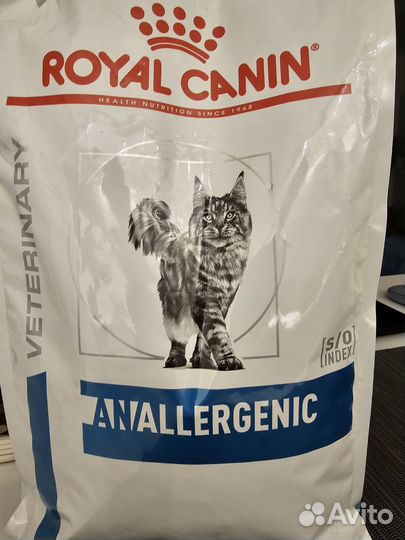 ROYAL CANIN®
HEALTH NUTRITION SINCE 1968
VETERINARY
[S/O
INDEX]
ANALLERGENIC
Avito